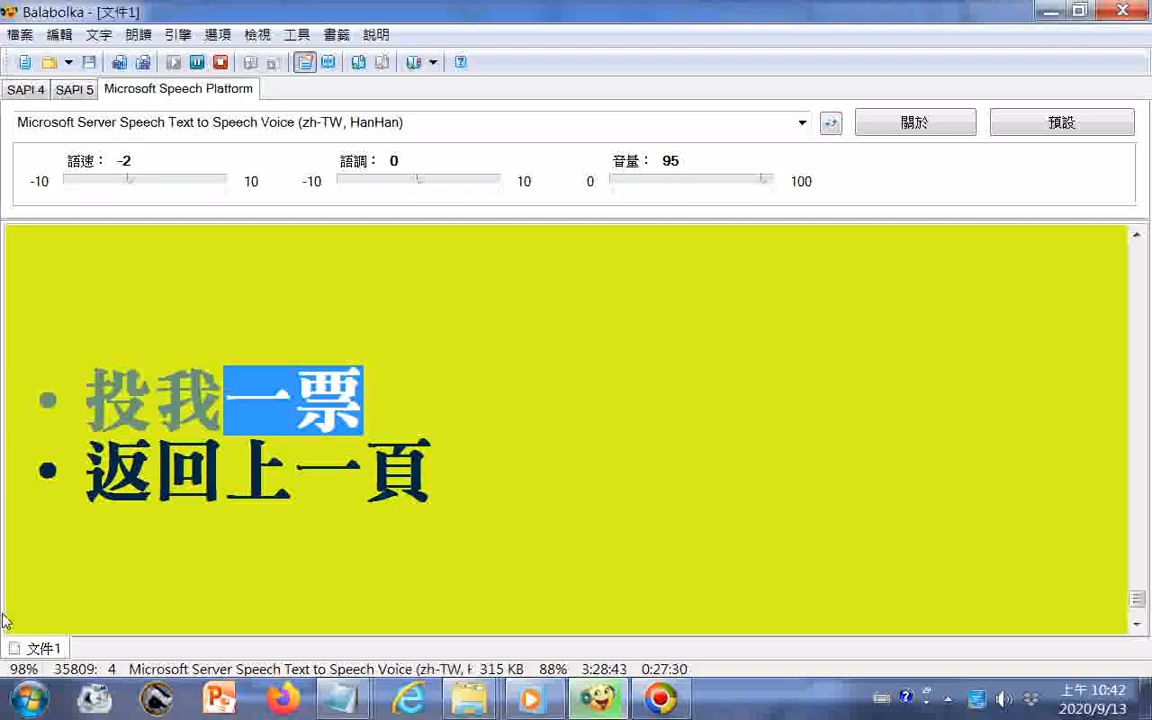 Balabolka - [文件1]
檔案 編輯 文字 朗讀 引擎 選項 檢視 工具 書籤 說明
SAPI 4 SAPI 5 Microsoft Speech Platform
Microsoft Server Speech Text to Speech Voice (zh-TW, HanHan) 關於 預設
語速： -2 語調： 0 音量： 95
-10 10 -10 10 0 100
• 投我一票
• 返回上一頁
文件1
98% 35809: 4 Microsoft Server Speech Text to Speech Voice (zh-TW, 315 KB 88% 3:28:43 0:27:30
上午 10:42
2020/9/13